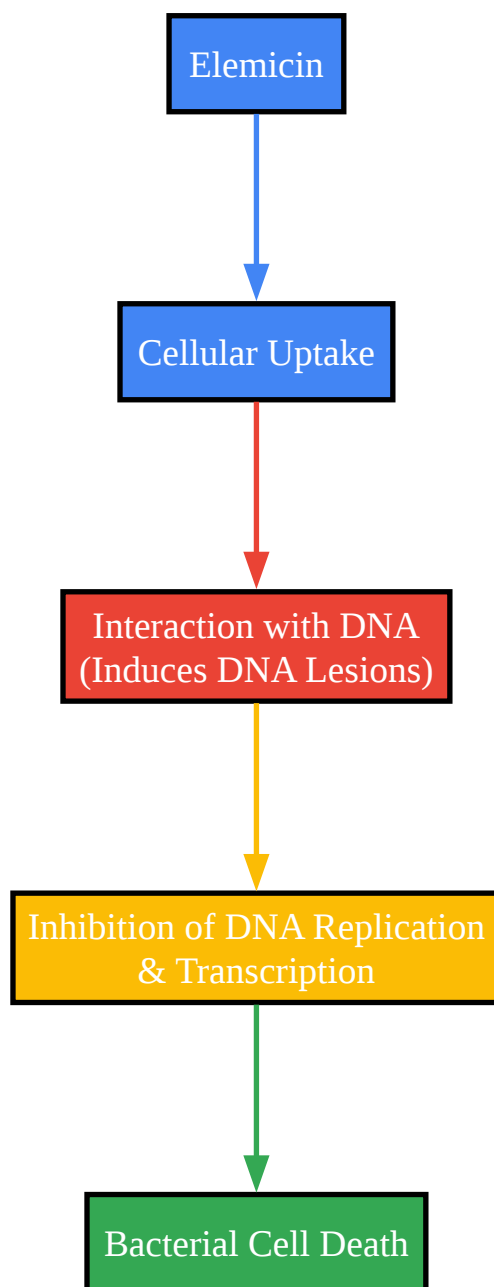 Elemicin
Cellular Uptake
Interaction with DNA
(Induces DNA Lesions)
Inhibition of DNA Replication
& Transcription
Bacterial Cell Death